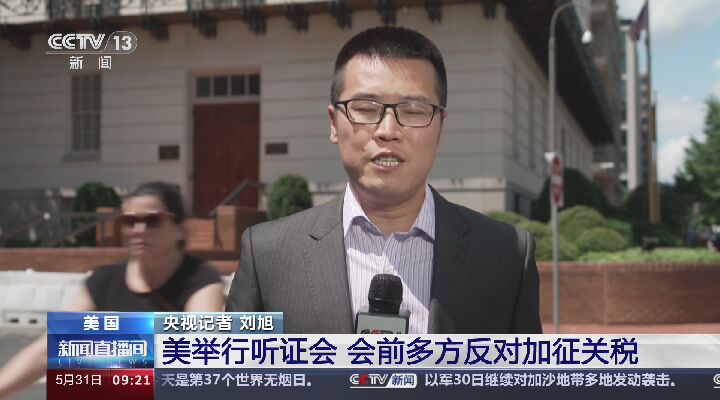 CCTV 13
新闻
美国
央视记者 刘旭
新闻直播间
美举行听证会 会前多方反对加征关税
5月31日 09:21
天是第37个世界无烟日。 CCTV 新闻 以军30日继续对加沙地带多地发动袭击。
CCTV